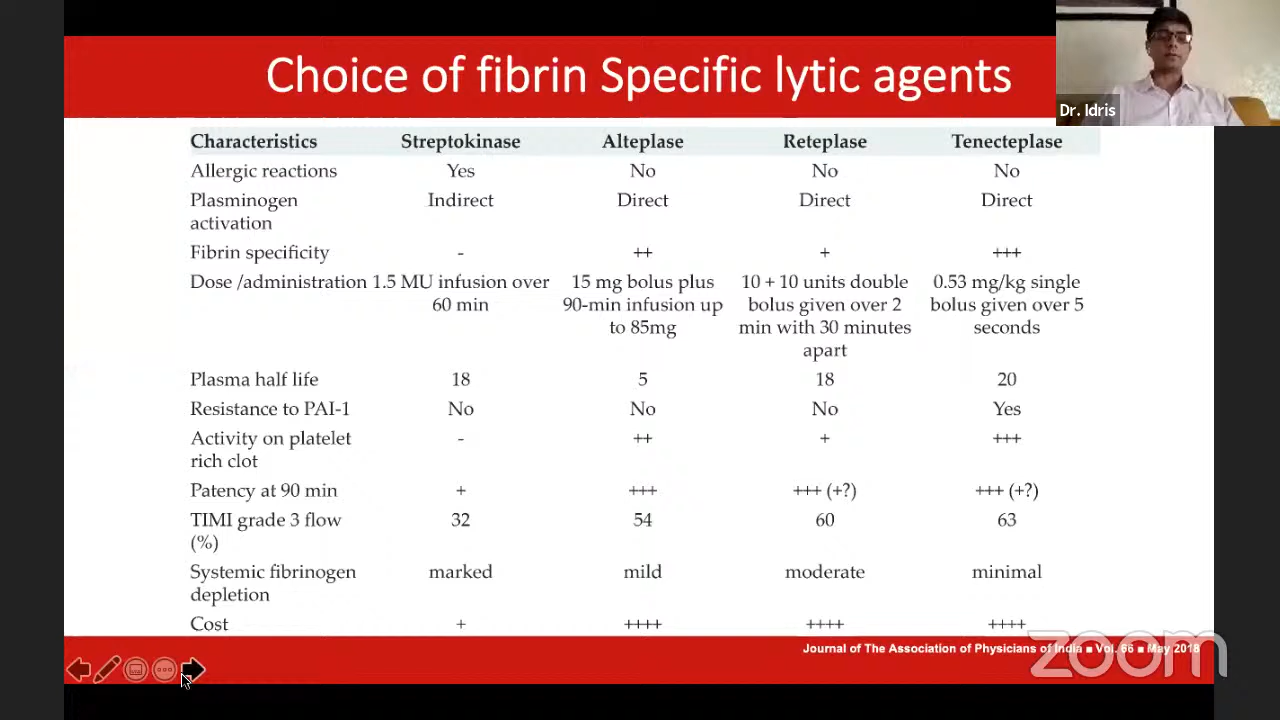 Choice of fibrin Specific lytic agents
Dr. Idris
Characteristics Streptokinase Alteplase Reteplase Tenecteplase
Allergic reactions Yes No No No
Plasminogen activation Indirect Direct Direct Direct
Fibrin specificity - ++ + +++
Dose /administration 1.5 MU infusion over 60 min 15 mg bolus plus 90-min infusion up to 85mg 10 + 10 units double bolus given over 2 min with 30 minutes apart 0.53 mg/kg single bolus given over 5 seconds
Plasma half life 18 5 18 20
Resistance to PAI-1 No No No Yes
Activity on platelet rich clot - ++ + +++
Patency at 90 min + +++ +++ (+?) +++ (+?)
TIMI grade 3 flow (%) 32 54 60 63
Systemic fibrinogen depletion marked mild moderate minimal
Cost + ++++ ++++ ++++
Journal of The Association of Physicians of India ■ Vol. 66 ■ May 2018
zoom